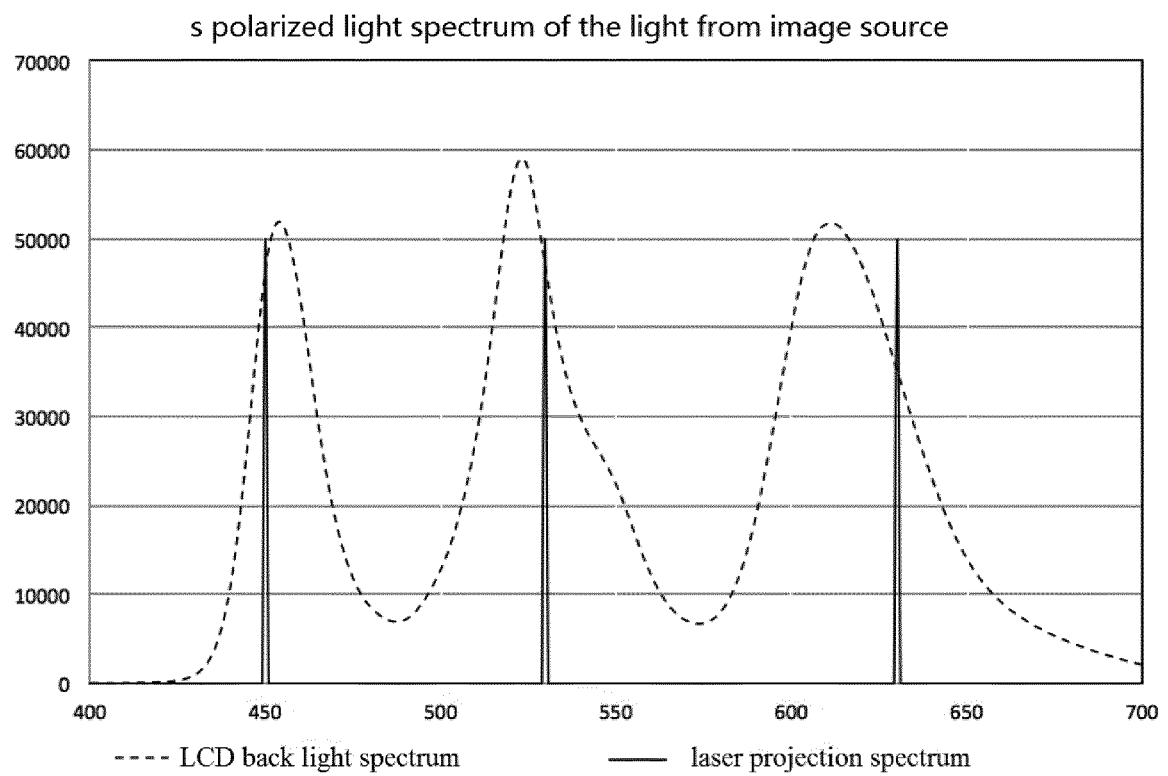 s polarized light spectrum of the light from image source
70000
60000
50000
40000
30000
20000
10000
0
400 450 500 550 600 650 700
LCD back light spectrum laser projection spectrum